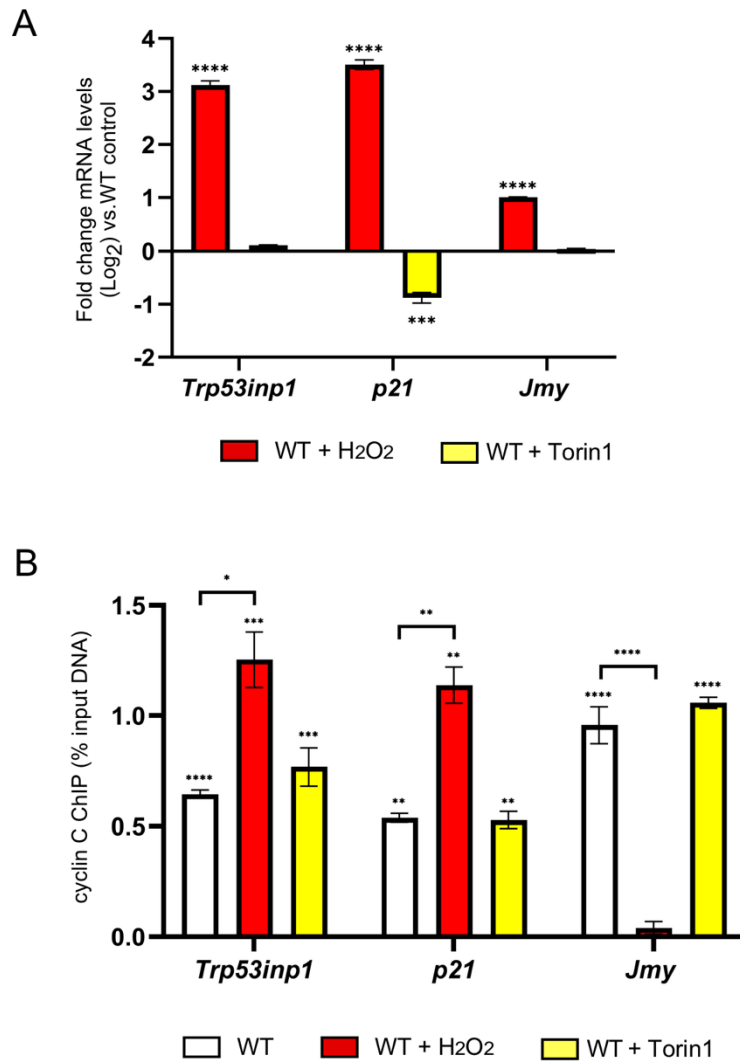 A
Fold change mRNA levels
(Log2) vs.WT control
4
3
2
1
0
-1
-2
****
****
****
***
Trp53inp1 p21 Jmy
WT + H2O2 WT + Torin1
B
cyclin C ChIP (% input DNA)
1.5
1.0
0.5
0.0
* ** ****
**** *** ***
** ** **
**** ****
Trp53inp1 p21 Jmy
WT WT + H2O2 WT + Torin1